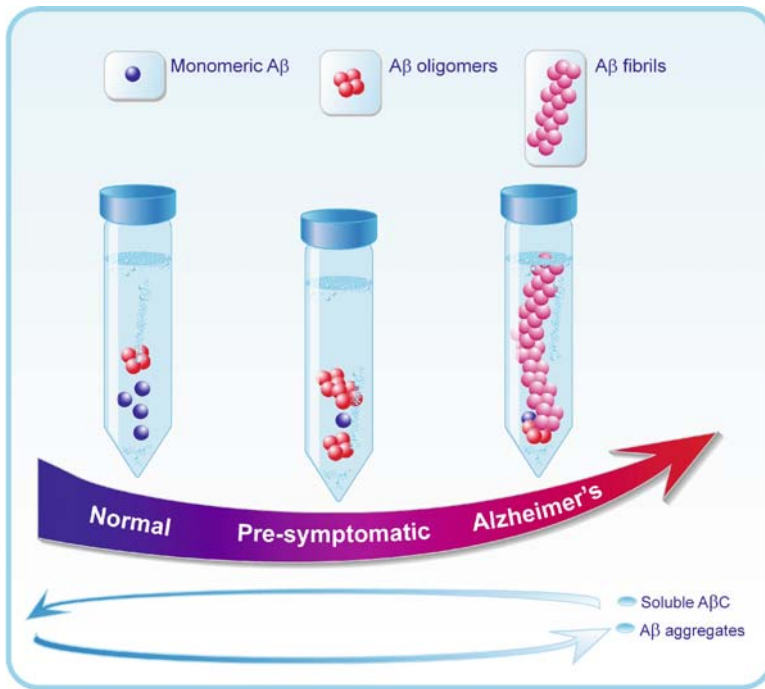 Monomeric Aβ
Aβ oligomers
Aβ fibrils
Normal
Pre-symptomatic
Alzheimer's
Soluble AβC
Aβ aggregates